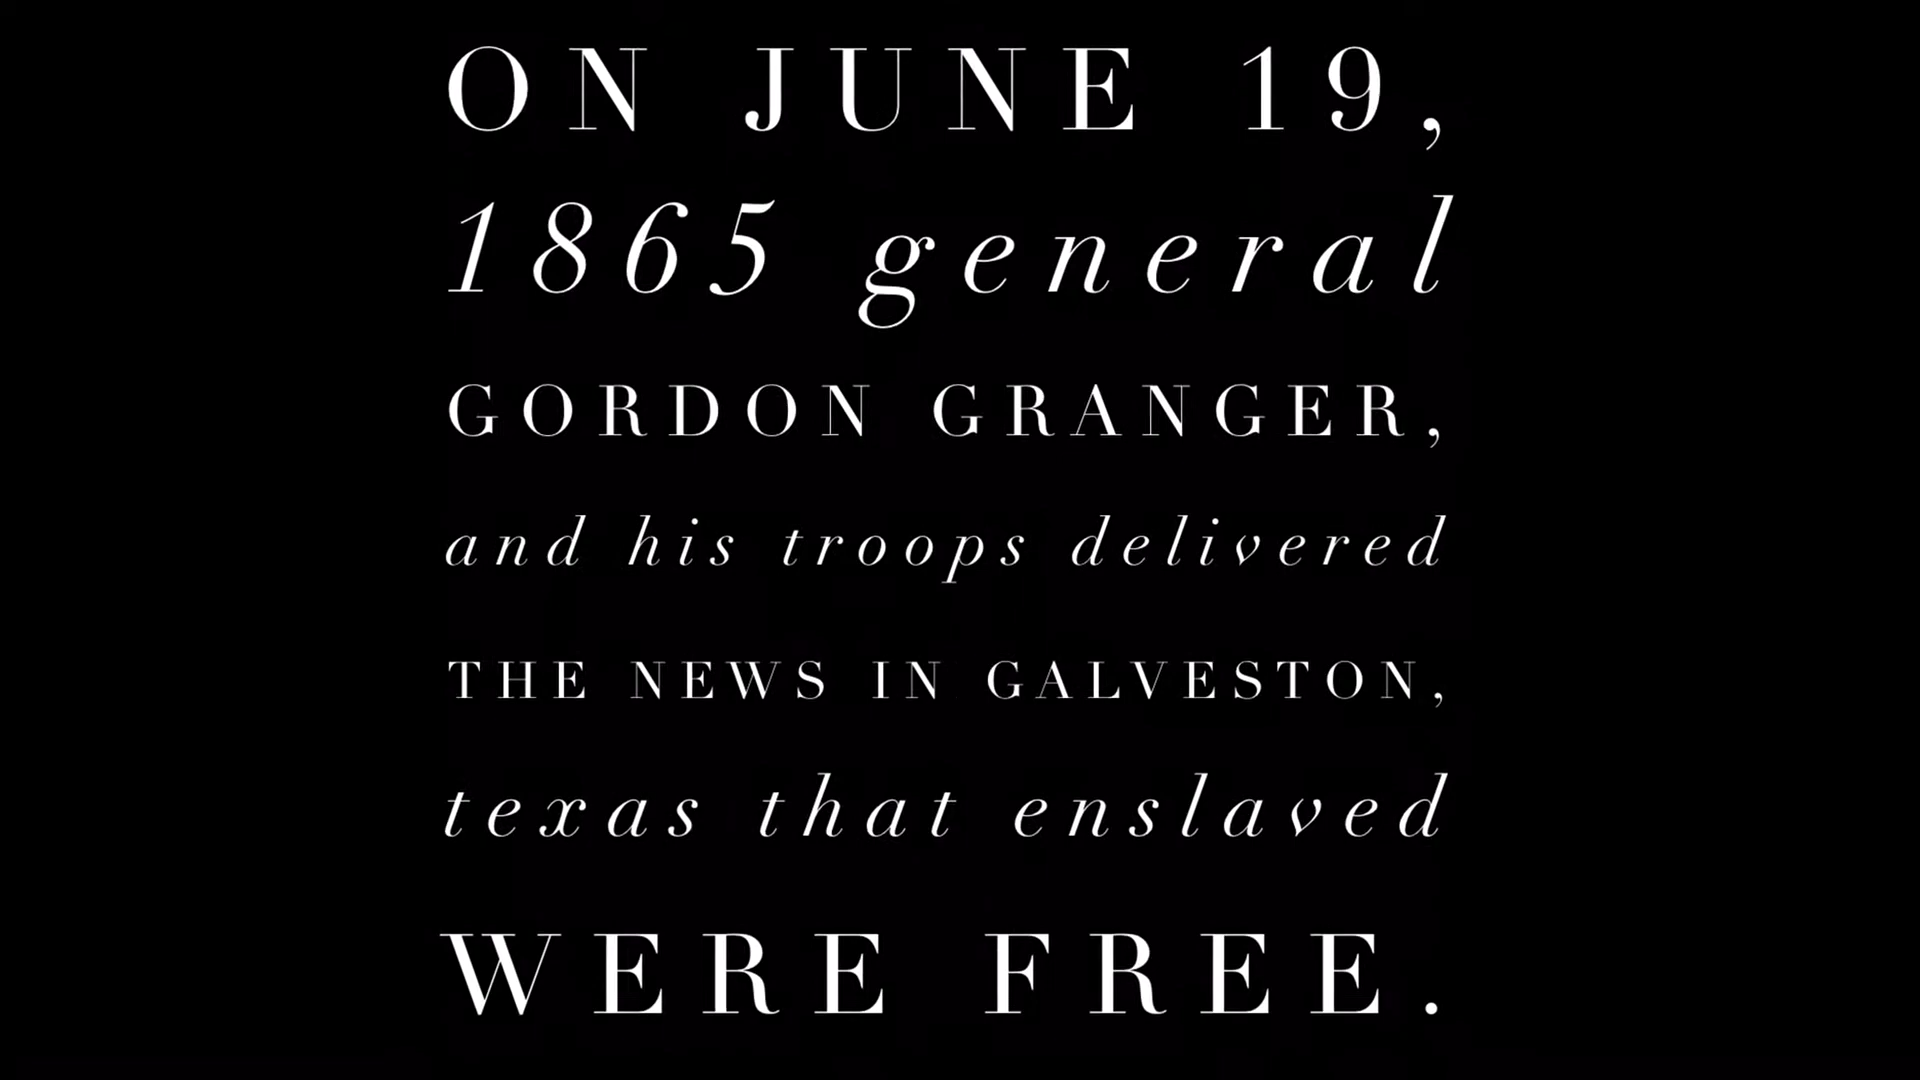 ON JUNE 19,
1865 general
GORDON GRANGER,
and his troops delivered
THE NEWS IN GALVESTON,
texas that enslaved
WERE FREE.